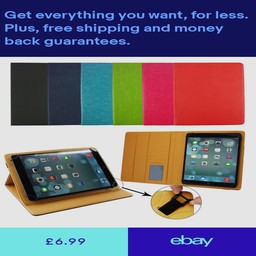 Get everything you want, for less.
Plus, free shipping and money
back guarantees.
£6.99
ebay